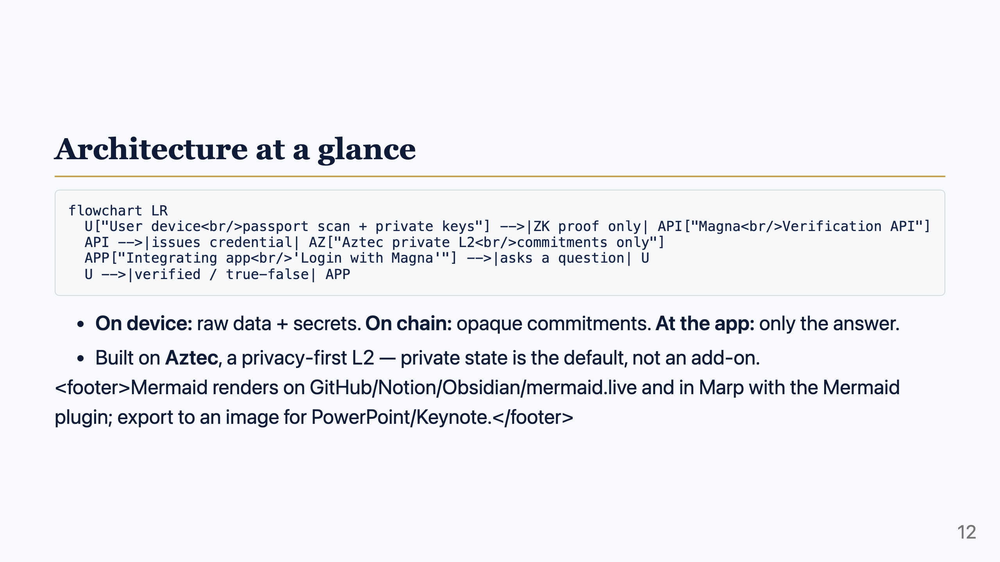 Architecture at a glance
flowchart LR
  U["User device<br/>passport scan + private keys"] -->|ZK proof only| API["Magna<br/>Verification API"]
  API -->|issues credential| AZ["Aztec private L2<br/>commitments only"]
  APP["Integrating app<br/>'Login with Magna'"] -->|asks a question| U
  U -->|verified / true-false| APP
• On device: raw data + secrets. On chain: opaque commitments. At the app: only the answer.
• Built on Aztec, a privacy-first L2 — private state is the default, not an add-on.
<footer>Mermaid renders on GitHub/Notion/Obsidian/mermaid.live and in Marp with the Mermaid
plugin; export to an image for PowerPoint/Keynote.</footer>
12